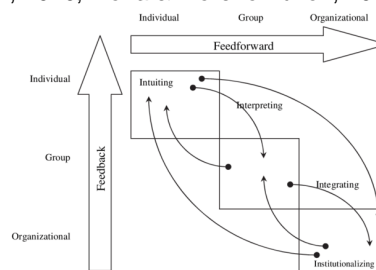 Individual Group Organizational
Feedforward
Individual
Intuiting
Interpreting
Group
Feedback
Integrating
Organizational
Institutionalizing